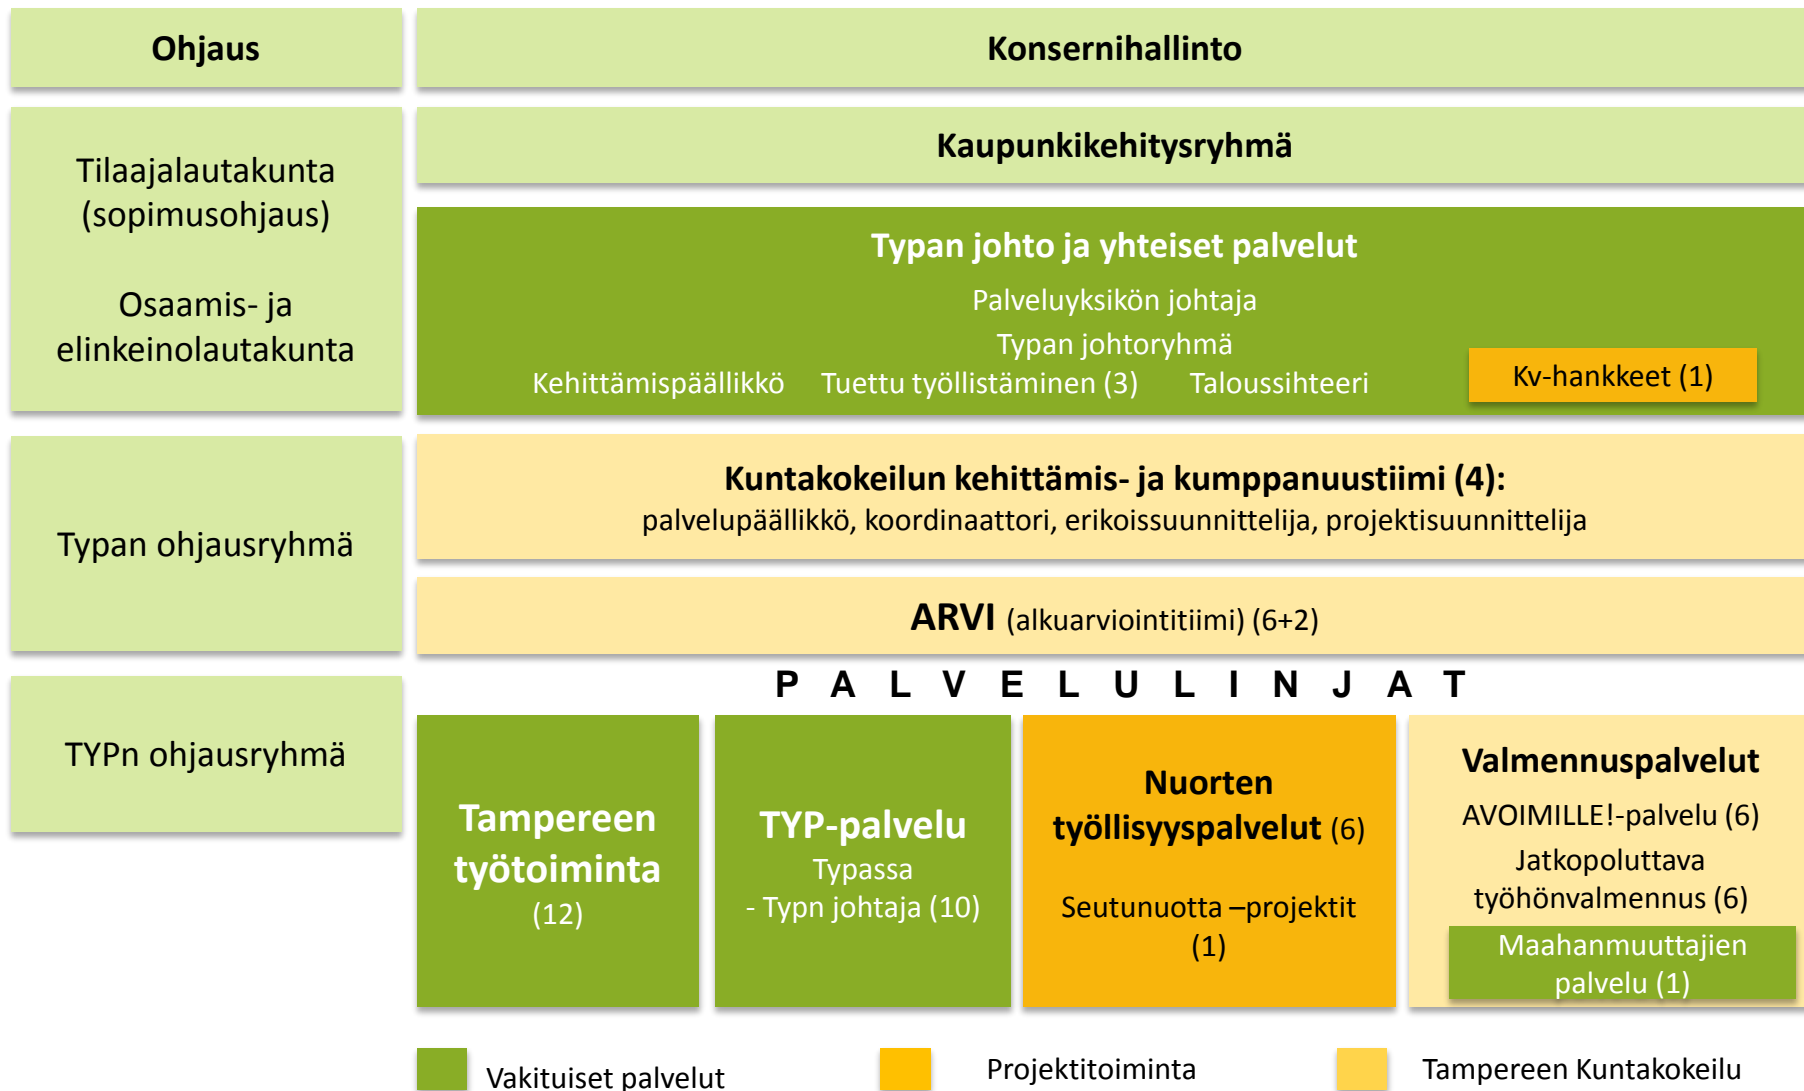 Ohjaus
Konsernihallinto
Tilaajalautakunta
(sopimusohjaus)
Osaamis- ja
elinkeinolautakunta
Kaupunkikehitysryhmä
Typan johto ja yhteiset palvelut
Palveluyksikön johtaja
Typan johtoryhmä
Kehittämispäällikkö Tuettu työllistäminen (3) Taloussihteeri
Kv-hankkeet (1)
Typan ohjausryhmä
Kuntakokeilun kehittämis- ja kumppanuustiimi (4):
palvelupäällikkö, koordinaattori, erikoissuunnittelija, projektisuunnittelija
ARVI (alkuarviointitiimi) (6+2)
TYPn ohjausryhmä
P A L V E L U L I N J A T
Tampereen
työtoiminta
(12)
TYP-palvelu
Typassa
- Typn johtaja (10)
Nuorten
työllisyyspalvelut (6)
Seutunuotta –projektit
(1)
Valmennuspalvelut
AVOIMILLE!-palvelu (6)
Jatkopoluttava
työhönvalmennus (6)
Maahanmuuttajien
palvelu (1)
Vakituiset palvelut
Projektitoiminta
Tampereen Kuntakokeilu